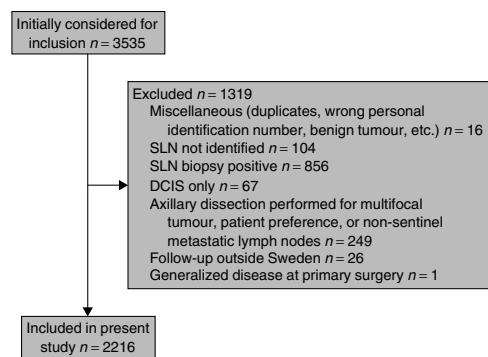 Initially considered for
inclusion n = 3535
Excluded n = 1319
Miscellaneous (duplicates, wrong personal
identification number, benign tumour, etc.) n = 16
SLN not identified n = 104
SLN biopsy positive n = 856
DCIS only n = 67
Axillary dissection performed for multifocal
tumour, patient preference, or non-sentinel
metastatic lymph nodes n = 249
Follow-up outside Sweden n = 26
Generalized disease at primary surgery n = 1
Included in present
study n = 2216